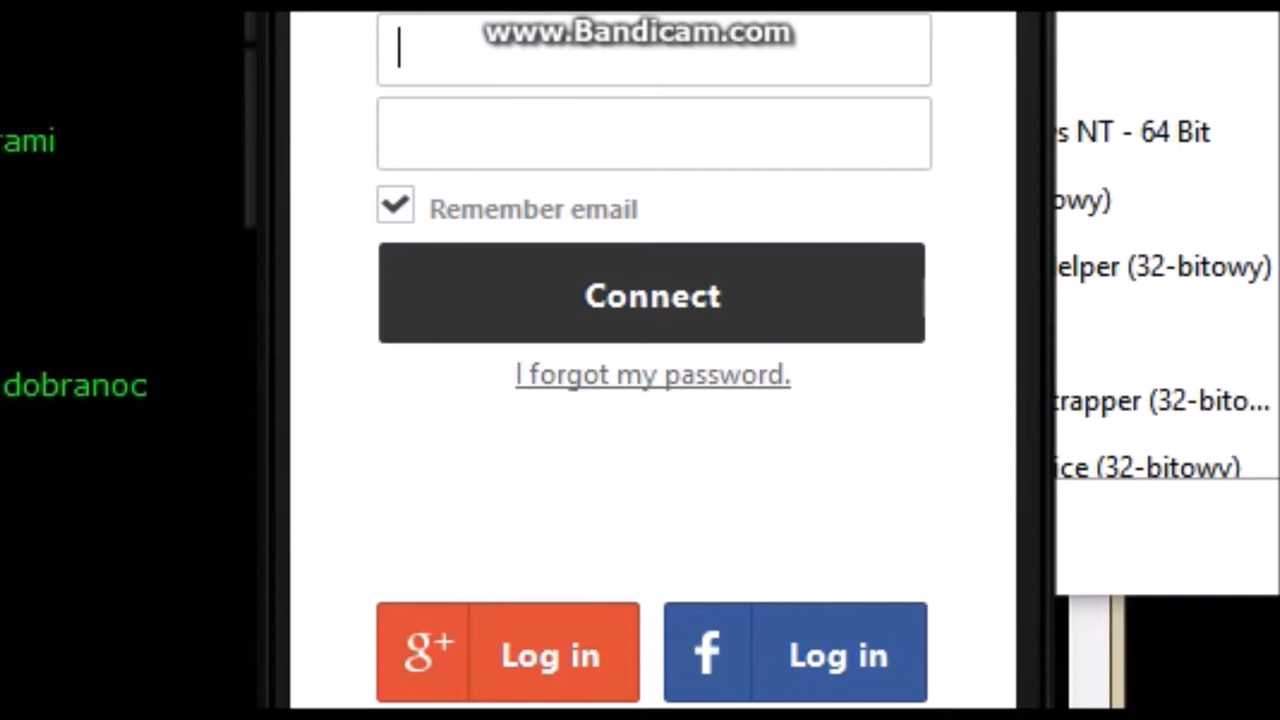 www.Bandicam.com
rami
s NT - 64 Bit
owy)
Remember email
elper (32-bitowy)
Connect
I forgot my password.
dobranoc
trapper (32-bito...
ice (32-bitowy)
g+ Log in
f Log in